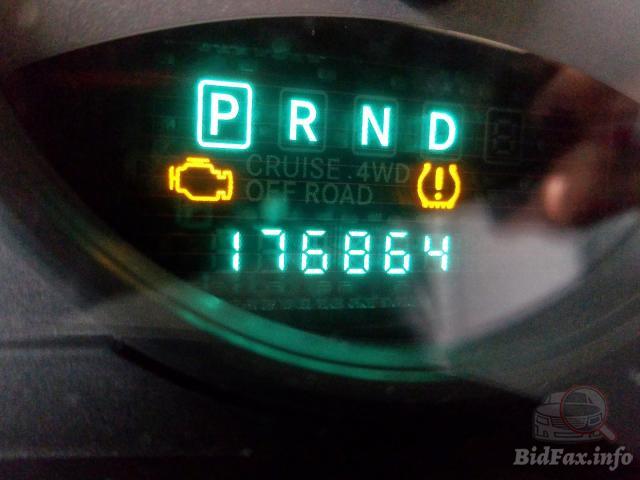 P R N D
CRUISE 4WD
OFF ROAD
176864
BidFax.info